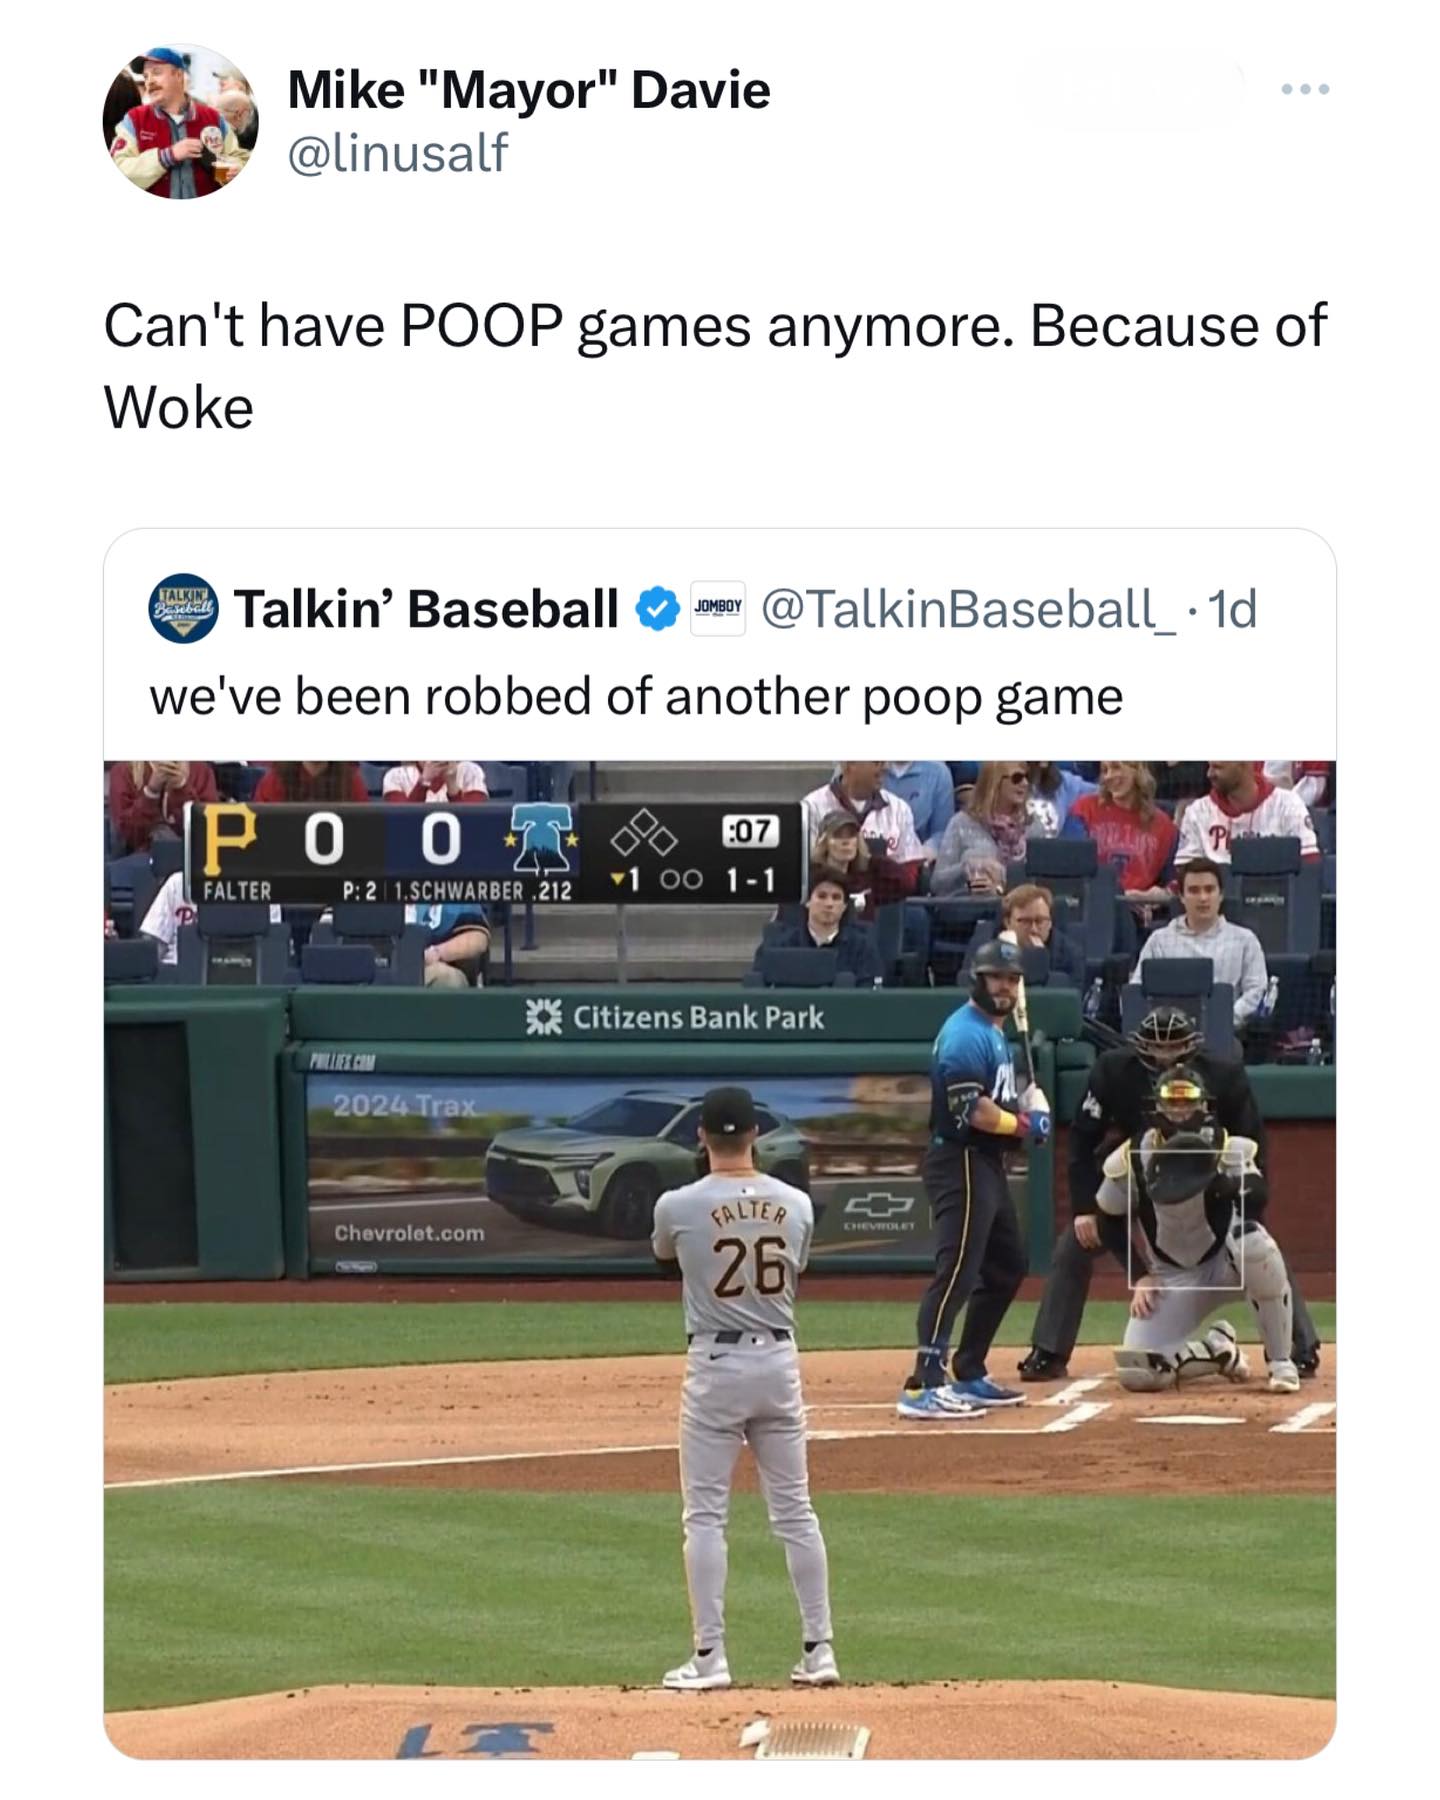 Mike "Mayor" Davie
@linusalf
Can't have POOP games anymore. Because of
Woke
Talkin’ Baseball JOMBOY @TalkinBaseball_ · 1d
TALKIN'
Baseball
we've been robbed of another poop game
P 0 0 :07
FALTER P: 2 1.SCHWARBER .212 1 1-1
Citizens Bank Park
PHILLIES.COM
2024 Trax
Chevrolet.com
CHEVROLET
FALTER
26